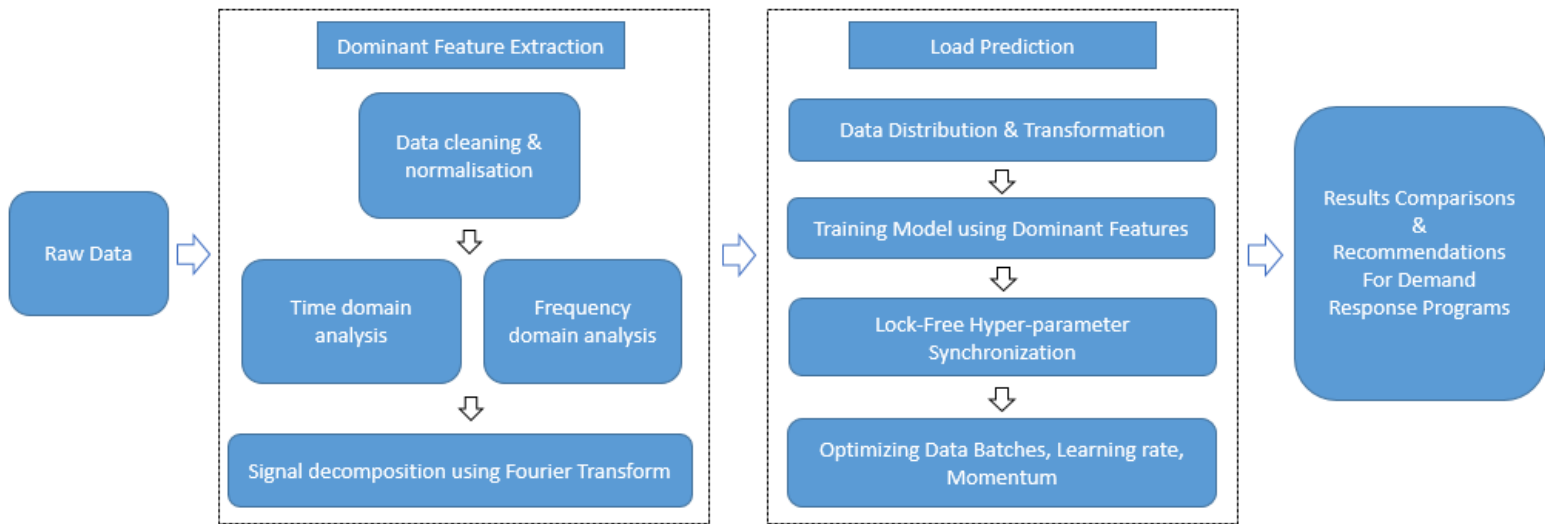 Raw Data
Dominant Feature Extraction
Data cleaning &
normalisation
Time domain
analysis
Frequency
domain analysis
Signal decomposition using Fourier Transform
Load Prediction
Data Distribution & Transformation
Training Model using Dominant Features
Lock-Free Hyper-parameter
Synchronization
Optimizing Data Batches, Learning rate,
Momentum
Results Comparisons
&
Recommendations
For Demand
Response Programs